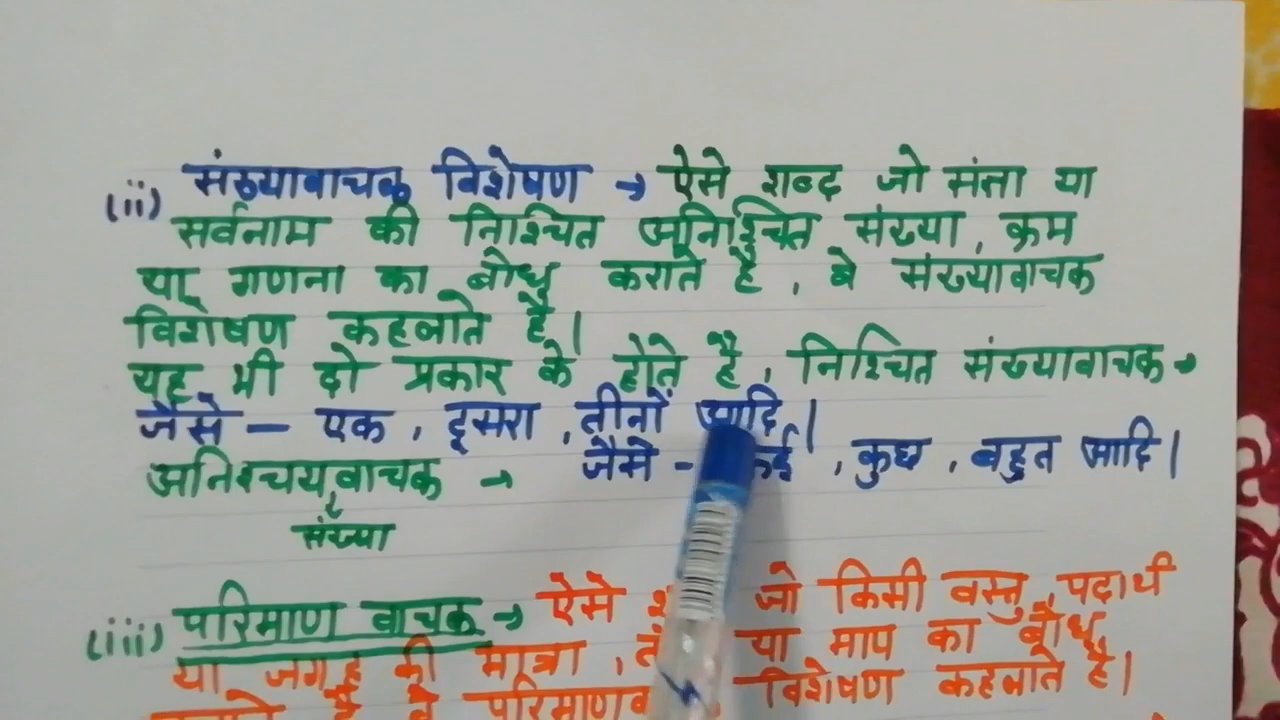 (ii) संख्यावाचक विशेषण → ऐसे शब्द जो संज्ञा या
सर्वनाम की निश्चित अनिश्चित संख्या, क्रम
या गणना का बोध कराते है, वे संख्यावाचक
विशेषण कहलाते है।
यह भी दो प्रकार के होते है, निश्चित संख्यावाचक →
जैसे – एक, दूसरा, तीनों आदि।
अनिश्चयवाचक → जैसे – कई, कुछ, बहुत आदि।
संख्या
(iii) परिमाण वाचक → ऐसे जो किसी वस्तु, पदार्थ
या जगह की मात्रा, या माप का बोध
विशेषण कहलाते है।